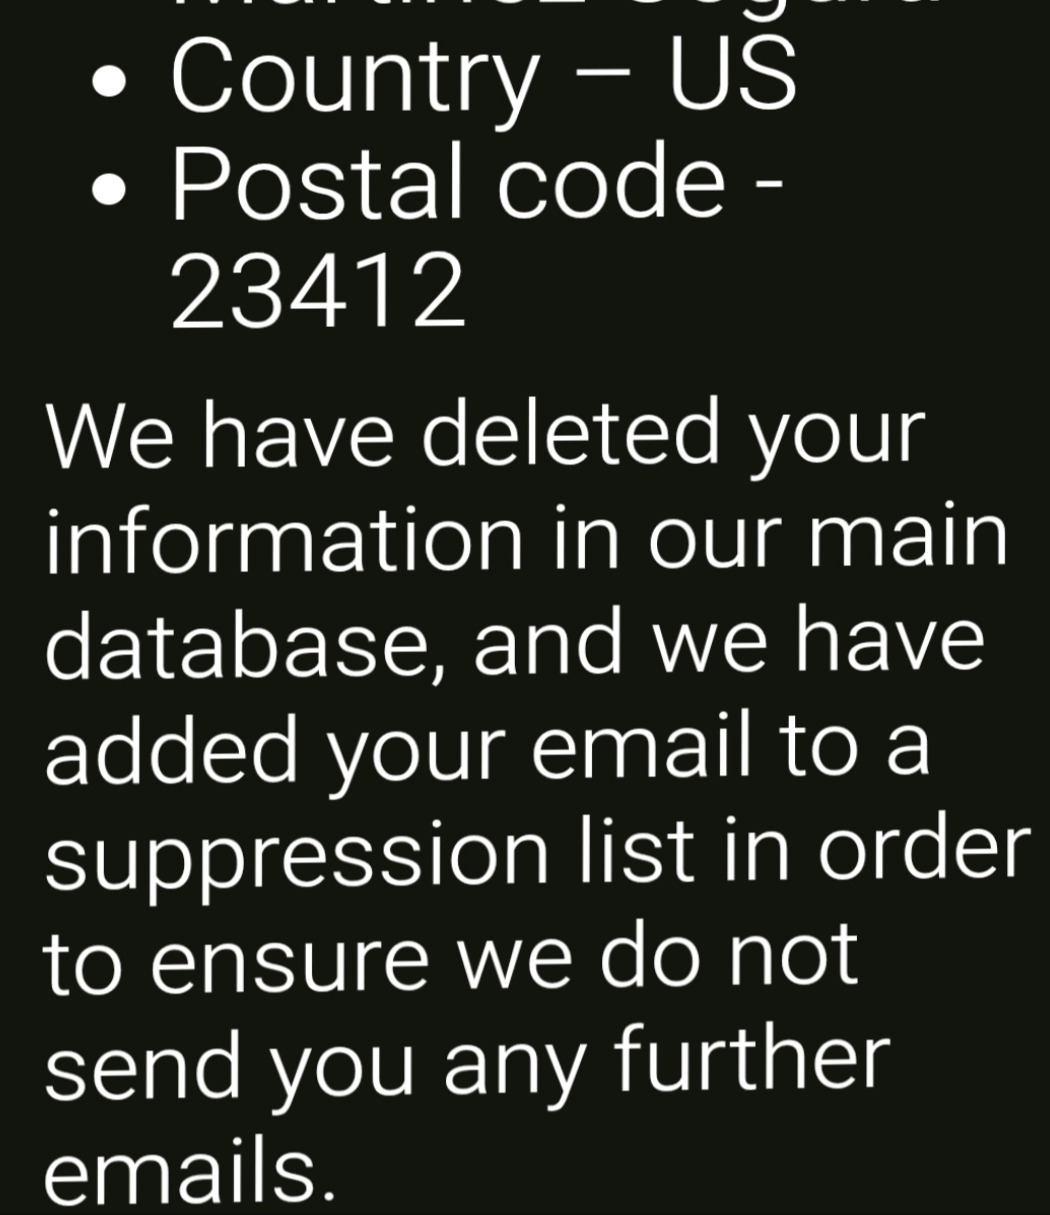 • Country – US
• Postal code -
23412
We have deleted your
information in our main
database, and we have
added your email to a
suppression list in order
to ensure we do not
send you any further
emails.